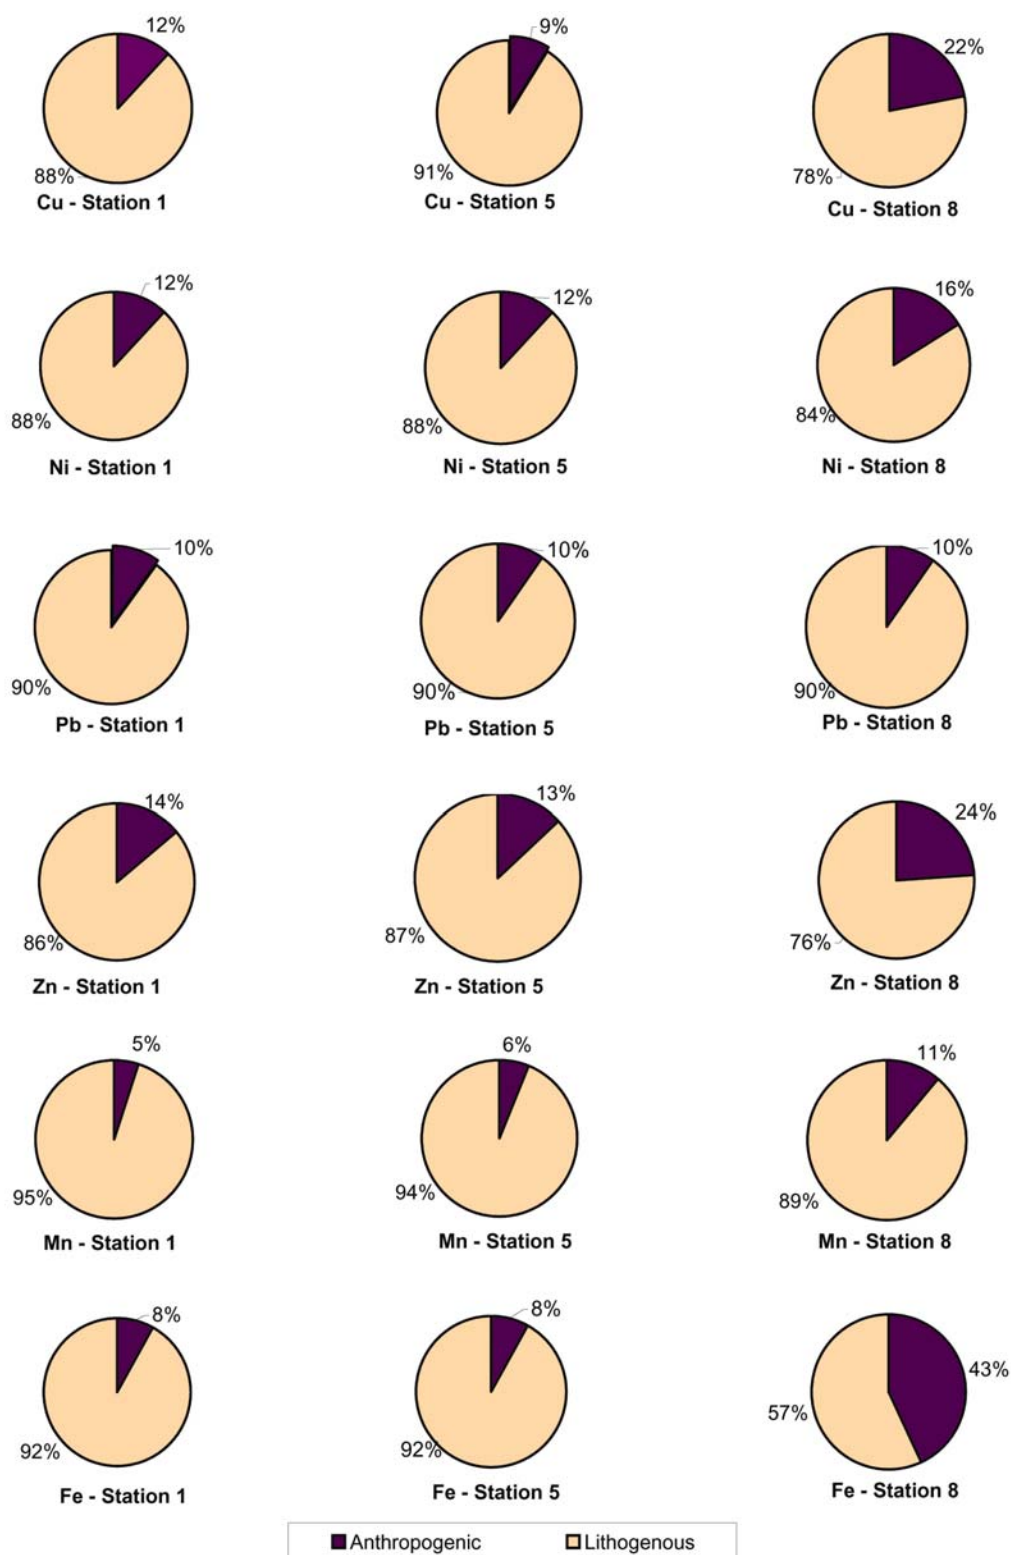 12%
88%
Cu - Station 1
9%
91%
Cu - Station 5
22%
78%
Cu - Station 8
12%
88%
Ni - Station 1
12%
88%
Ni - Station 5
16%
84%
Ni - Station 8
10%
90%
Pb - Station 1
10%
90%
Pb - Station 5
10%
90%
Pb - Station 8
14%
86%
Zn - Station 1
13%
87%
Zn - Station 5
24%
76%
Zn - Station 8
5%
95%
Mn - Station 1
6%
94%
Mn - Station 5
11%
89%
Mn - Station 8
8%
92%
Fe - Station 1
8%
92%
Fe - Station 5
43%
57%
Fe - Station 8
Anthropogenic
Lithogenous